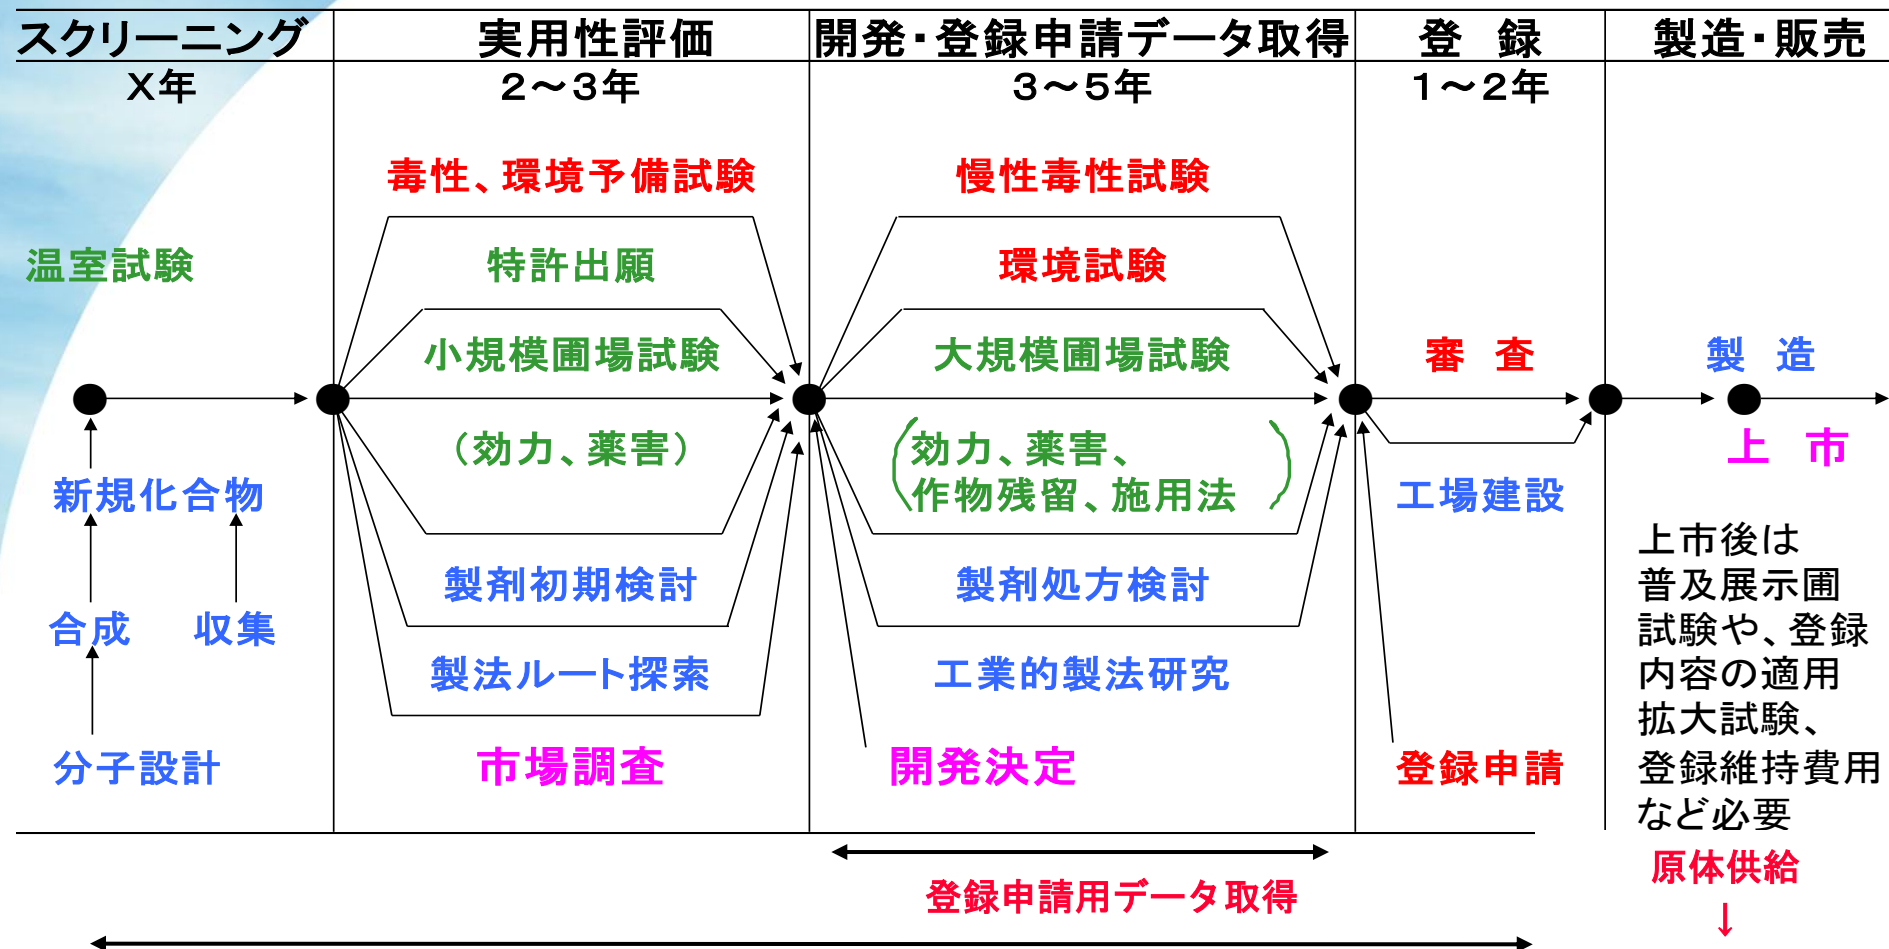 スクリーニング
実用性評価
開発・登録申請データ取得
登 録
製造・販売
X年
2～3年
3～5年
1～2年
毒性、環境予備試験
慢性毒性試験
温室試験
特許出願
環境試験
小規模圃場試験
大規模圃場試験
審 査
製 造
（効力、薬害）
効力、薬害、
作物残留、施用法
上 市
新規化合物
工場建設
合成
収集
製剤初期検討
製剤処方検討
製法ルート探索
工業的製法研究
分子設計
市場調査
開発決定
登録申請
上市後は
普及展示圃
試験や、登録
内容の適用
拡大試験、
登録維持費用
など必要
登録申請用データ取得
原体供給
↓